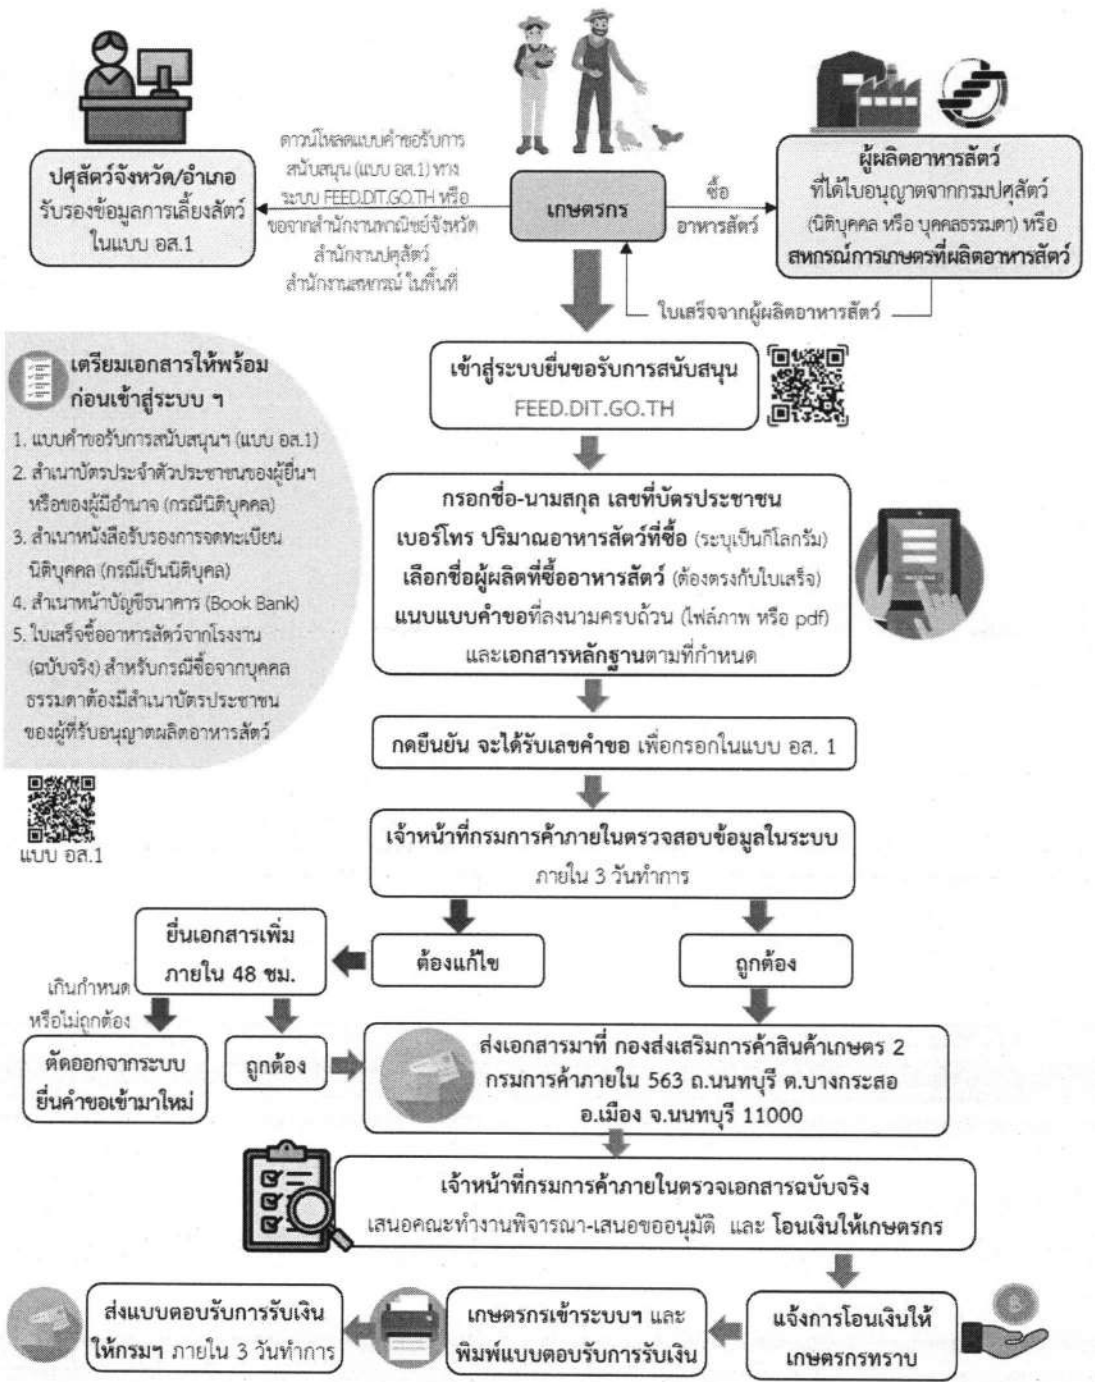 ดาวน์โหลดแบบคำขอรับการ
สนับสนุน (แบบ อส.1) ทาง
ระบบ FEED.DIT.GO.TH หรือ
ขอจากสำนักงานพาณิชย์จังหวัด
สำนักงานปศุสัตว์
สำนักงานสหกรณ์ ในพื้นที่
ปศุสัตว์จังหวัด/อำเภอ
รับรองข้อมูลการเลี้ยงสัตว์
ในแบบ อส.1
เกษตรกร
ซื้อ
อาหารสัตว์
ผู้ผลิตอาหารสัตว์
ที่ได้ใบอนุญาตจากกรมปศุสัตว์
(นิติบุคคล หรือ บุคคลธรรมดา) หรือ
สหกรณ์การเกษตรที่ผลิตอาหารสัตว์
ใบเสร็จจากผู้ผลิตอาหารสัตว์
เตรียมเอกสารให้พร้อม
ก่อนเข้าสู่ระบบ ฯ
1. แบบคำขอรับการสนับสนุนฯ (แบบ อส.1)
2. สำเนาบัตรประจำตัวประชาชนของผู้ยื่นฯ
หรือของผู้มีอำนาจ (กรณีนิติบุคคล)
3. สำเนาหนังสือรับรองการจดทะเบียน
นิติบุคคล (กรณีเป็นนิติบุคล)
4. สำเนาหน้าบัญชีธนาคาร (Book Bank)
5. ใบเสร็จซื้ออาหารสัตว์จากโรงงาน
(ฉบับจริง) สำหรับกรณีซื้อจากบุคคล
ธรรมดาต้องมีสำเนาบัตรประชาชน
ของผู้ที่รับอนุญาตผลิตอาหารสัตว์
แบบ อส.1
เข้าสู่ระบบยื่นขอรับการสนับสนุน
FEED.DIT.GO.TH
กรอกชื่อ-นามสกุล เลขที่บัตรประชาชน
เบอร์โทร ปริมาณอาหารสัตว์ที่ซื้อ (ระบุเป็นกิโลกรัม)
เลือกชื่อผู้ผลิตที่ซื้ออาหารสัตว์ (ต้องตรงกับใบเสร็จ)
แนบแบบคำขอที่ลงนามครบถ้วน (ไฟล์ภาพ หรือ pdf)
และเอกสารหลักฐานตามที่กำหนด
กดยืนยัน จะได้รับเลขคำขอ เพื่อกรอกในแบบ อส. 1
เจ้าหน้าที่กรมการค้าภายในตรวจสอบข้อมูลในระบบ
ภายใน 3 วันทำการ
ยื่นเอกสารเพิ่ม
ภายใน 48 ชม.
ต้องแก้ไข
ถูกต้อง
เกินกำหนด
หรือไม่ถูกต้อง
ตัดออกจากระบบ
ยื่นคำขอเข้ามาใหม่
ถูกต้อง
ส่งเอกสารมาที่ กองส่งเสริมการค้าสินค้าเกษตร 2
กรมการค้าภายใน 563 ถ.นนทบุรี ต.บางกระสอ
อ.เมือง จ.นนทบุรี 11000
เจ้าหน้าที่กรมการค้าภายในตรวจเอกสารฉบับจริง
เสนอคณะทำงานพิจารณา-เสนอขออนุมัติ และ โอนเงินให้เกษตรกร
แจ้งการโอนเงินให้
เกษตรกรทราบ
เกษตรกรเข้าระบบฯ และ
พิมพ์แบบตอบรับการรับเงิน
ส่งแบบตอบรับการรับเงิน
ให้กรมฯ ภายใน 3 วันทำการ